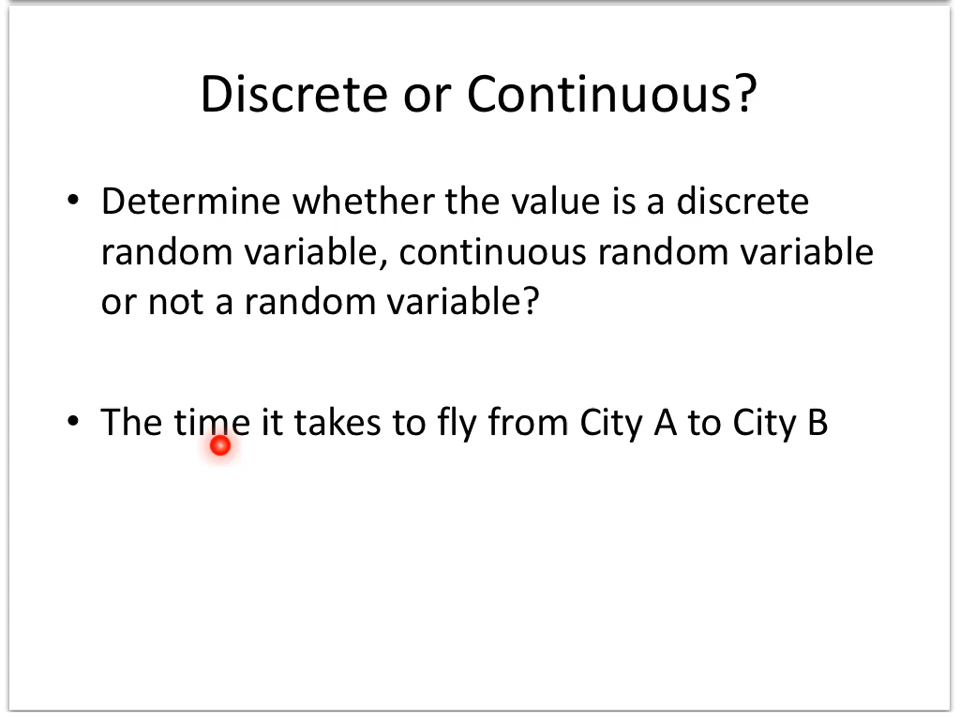 Discrete or Continuous?
• Determine whether the value is a discrete
random variable, continuous random variable
or not a random variable?
• The time it takes to fly from City A to City B